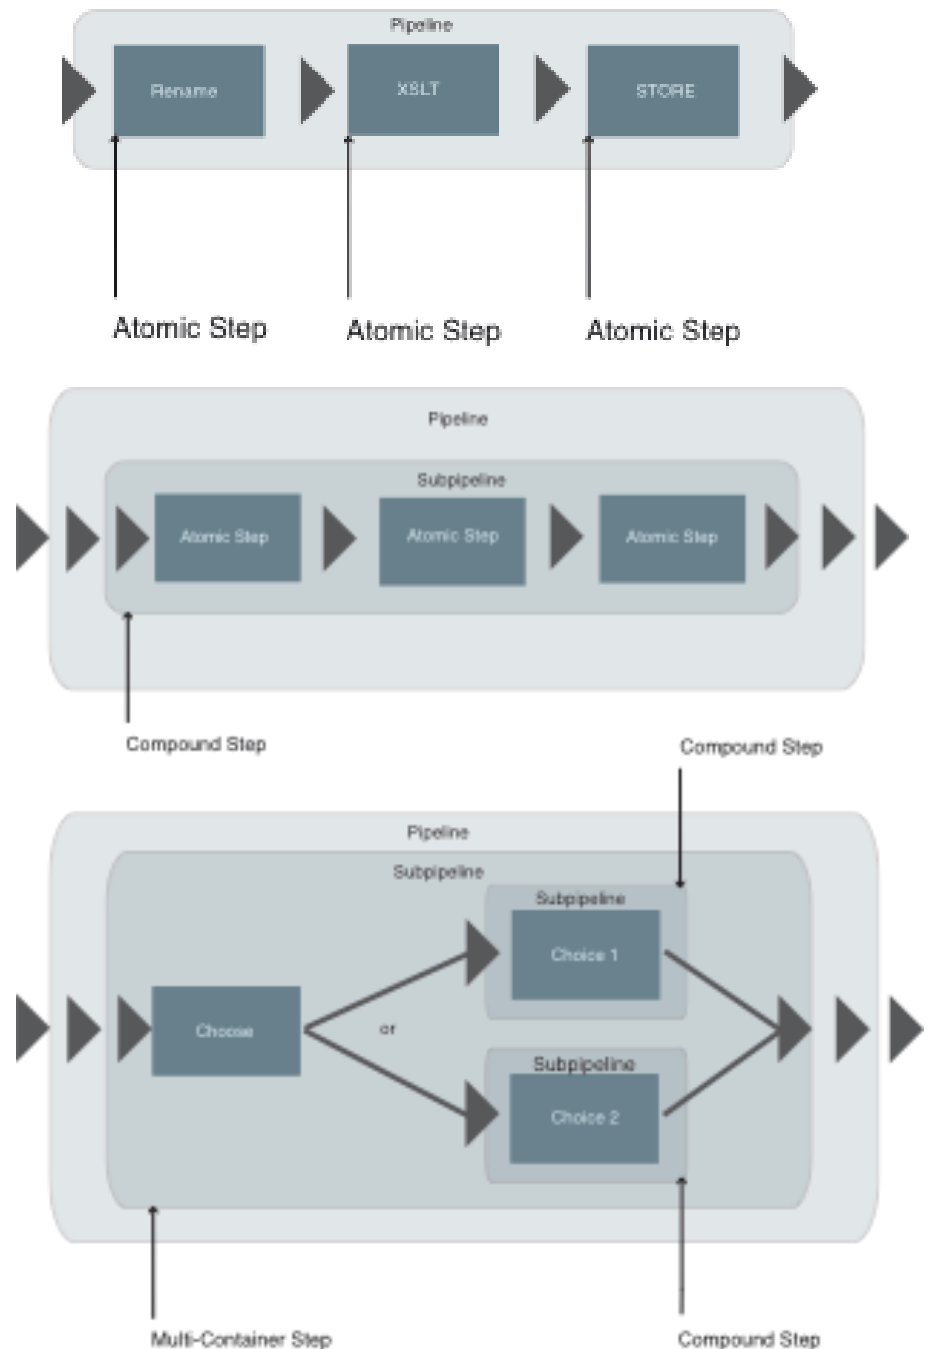 Pipeline
Rename
XSLT
STORE
Atomic Step
Atomic Step
Atomic Step
Pipeline
Subpipeline
Atomic Step
Atomic Step
Atomic Step
Compound Step
Compound Step
Pipeline
Subpipeline
Subpipeline
Choice 1
Choose
or
Subpipeline
Choice 2
Multi-Container Step
Compound Step